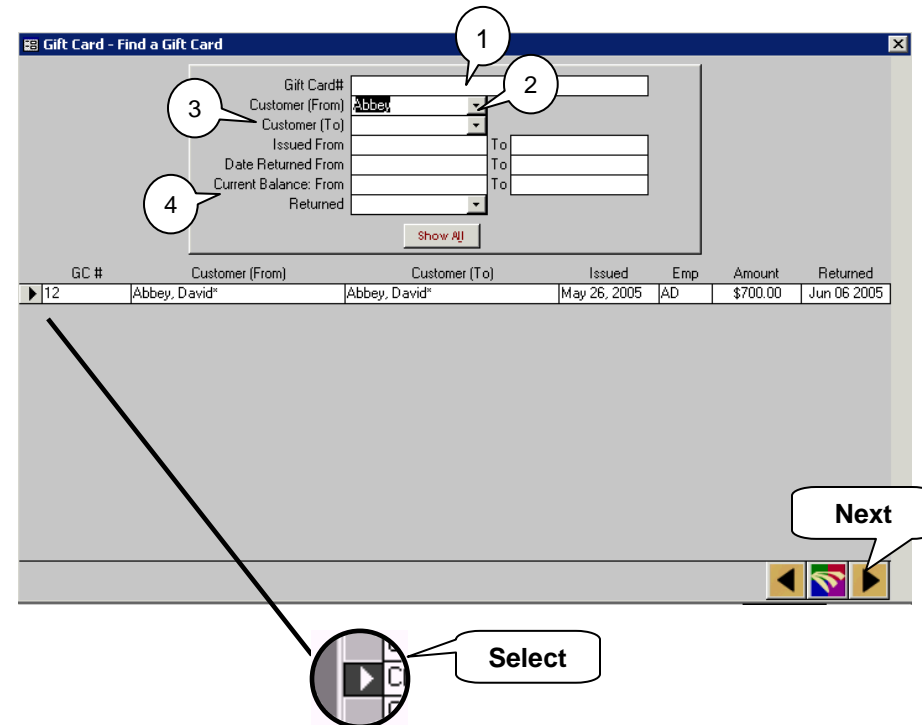 Gift Card - Find a Gift Card
1
Gift Card#
2
Customer (From) Abbey
3
Customer (To)
Issued From To
Date Returned From To
Current Balance: From To
4
Returned
Show All
GC # Customer (From) Customer (To) Issued Emp Amount Returned
12 Abbey, David* Abbey, David* May 26, 2005 AD $700.00 Jun 06 2005
Next
Select